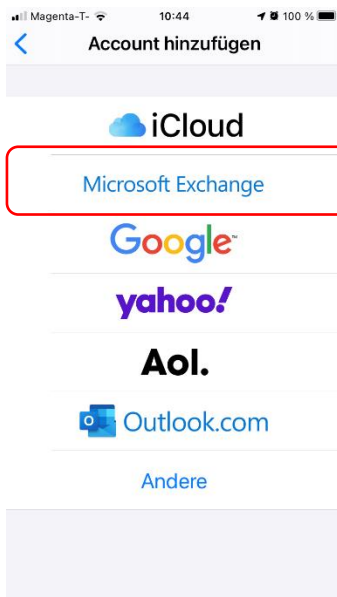 Magenta-T- 10:44 100 %
Account hinzufügen
iCloud
Microsoft Exchange
Google
yahoo!
Aol.
Outlook.com
Andere